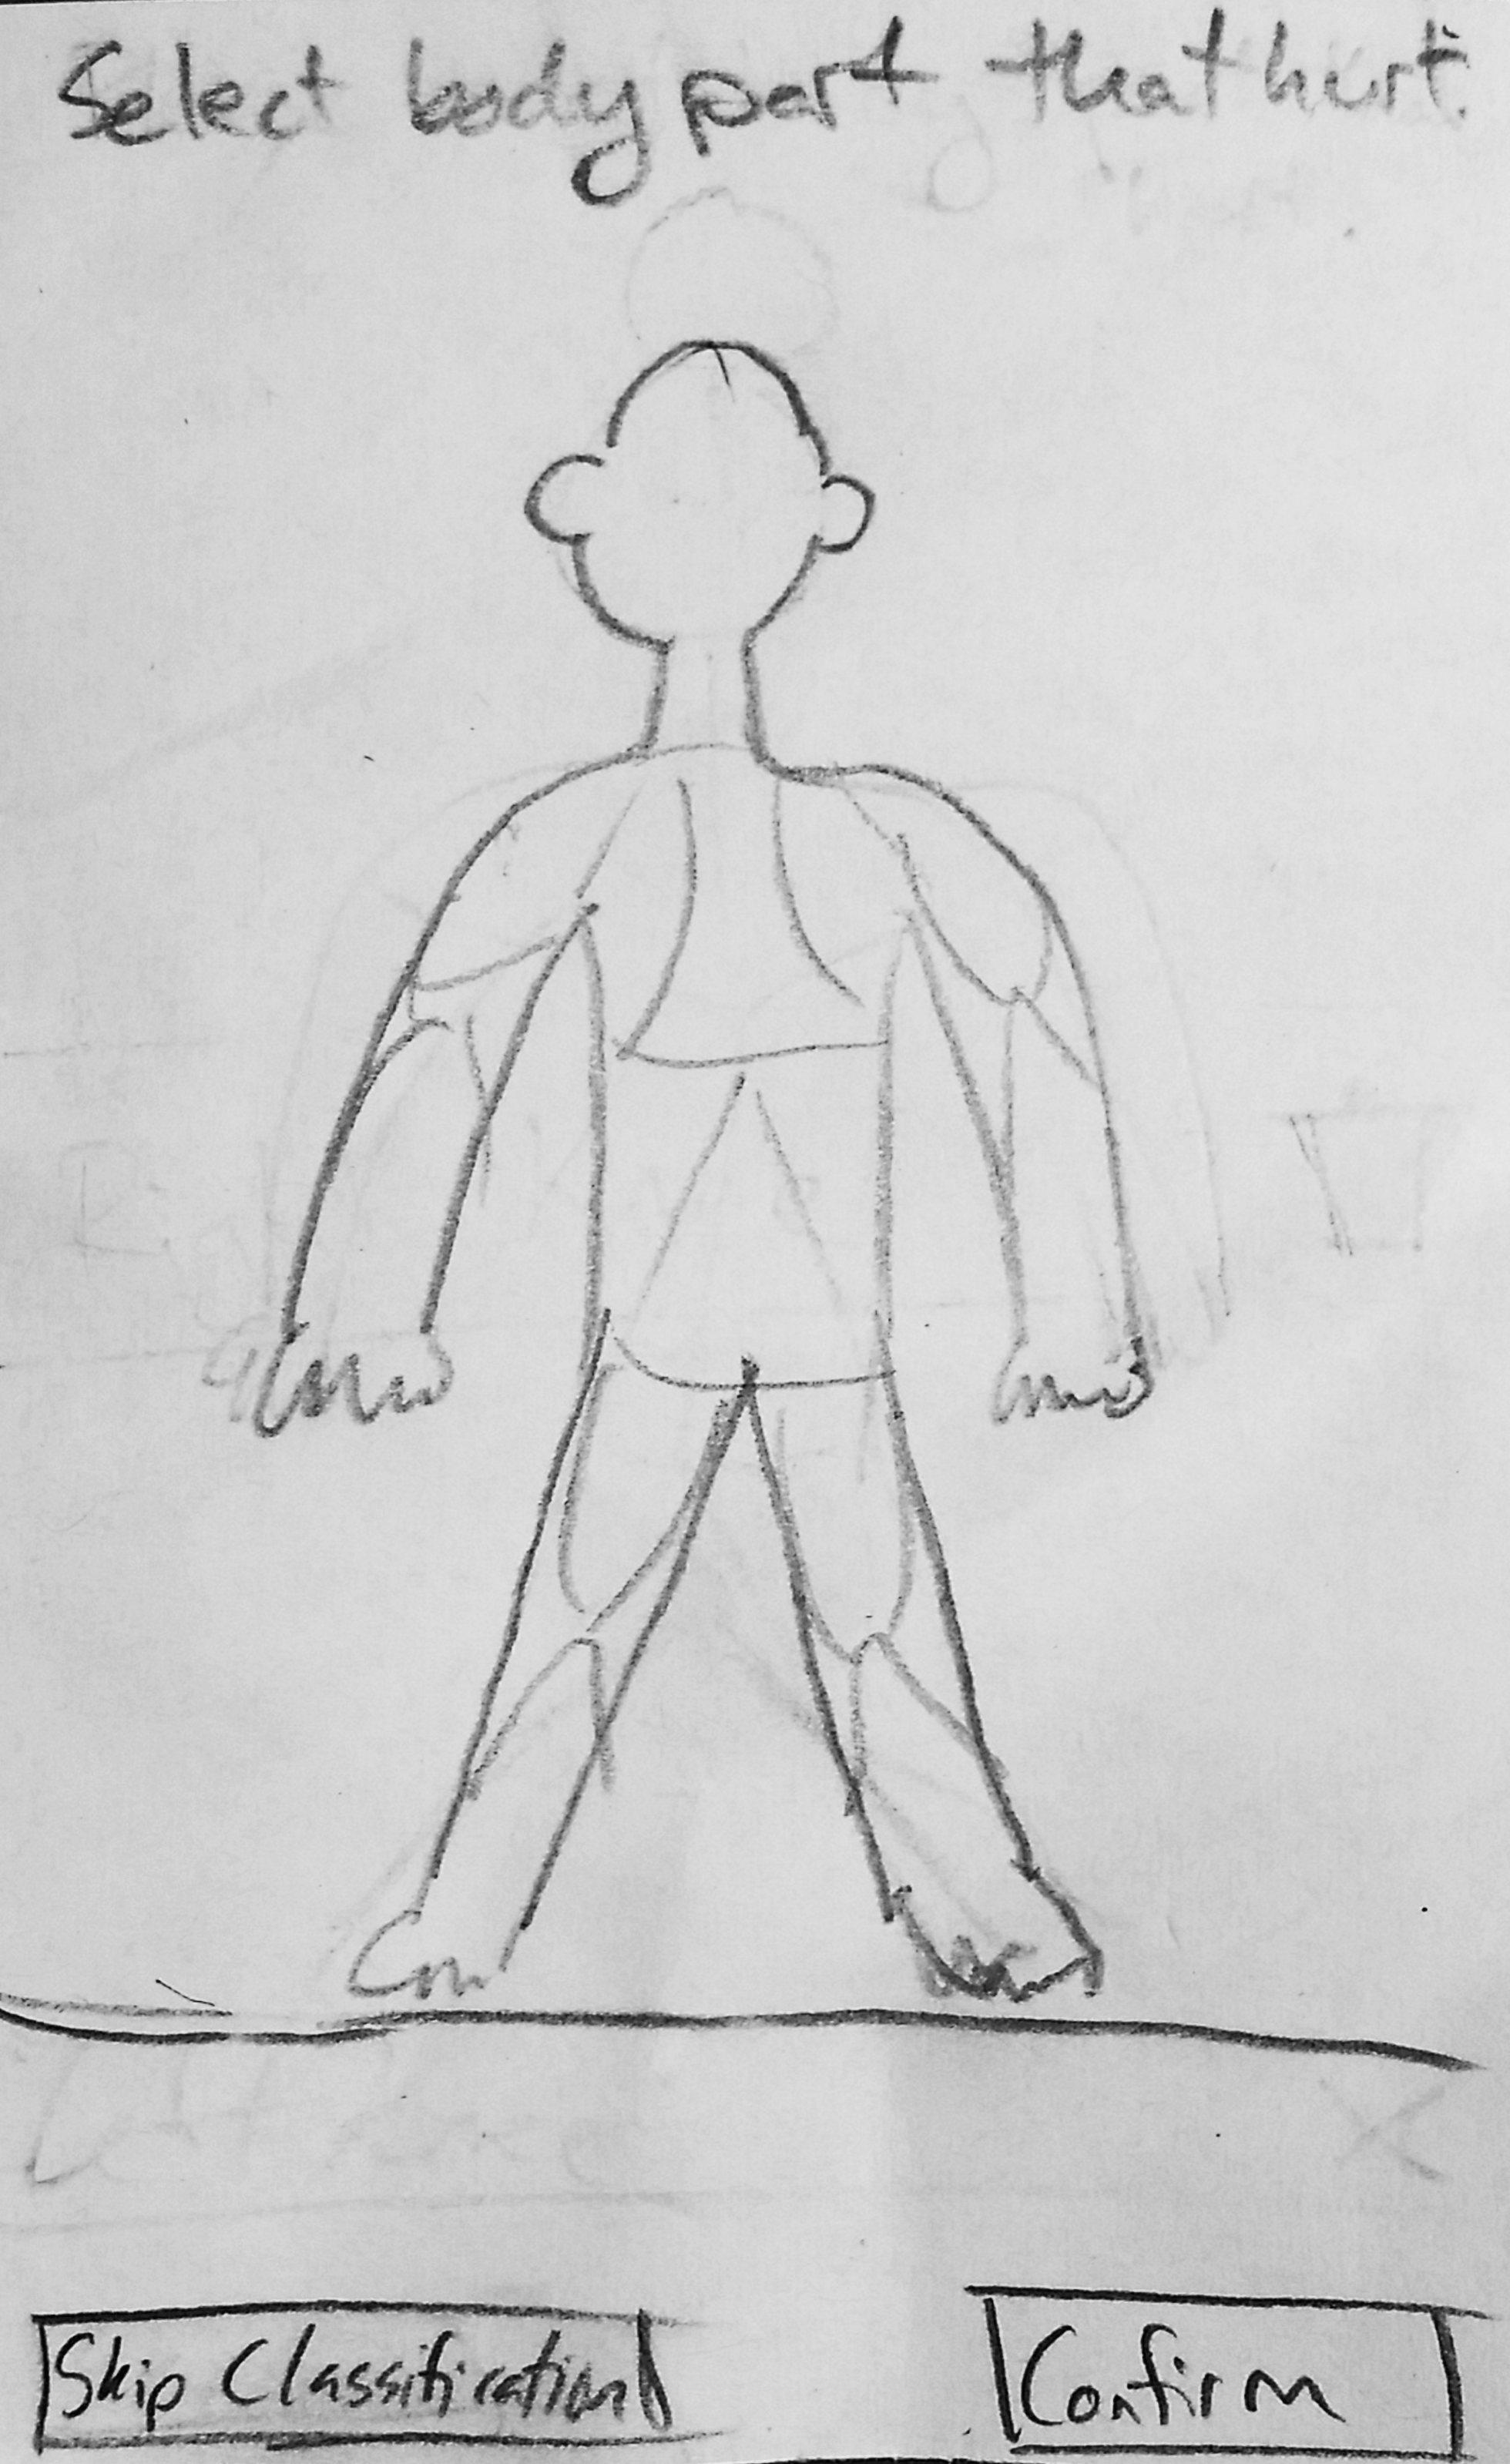 Select body part that hurt.
Skip Classification
Confirm